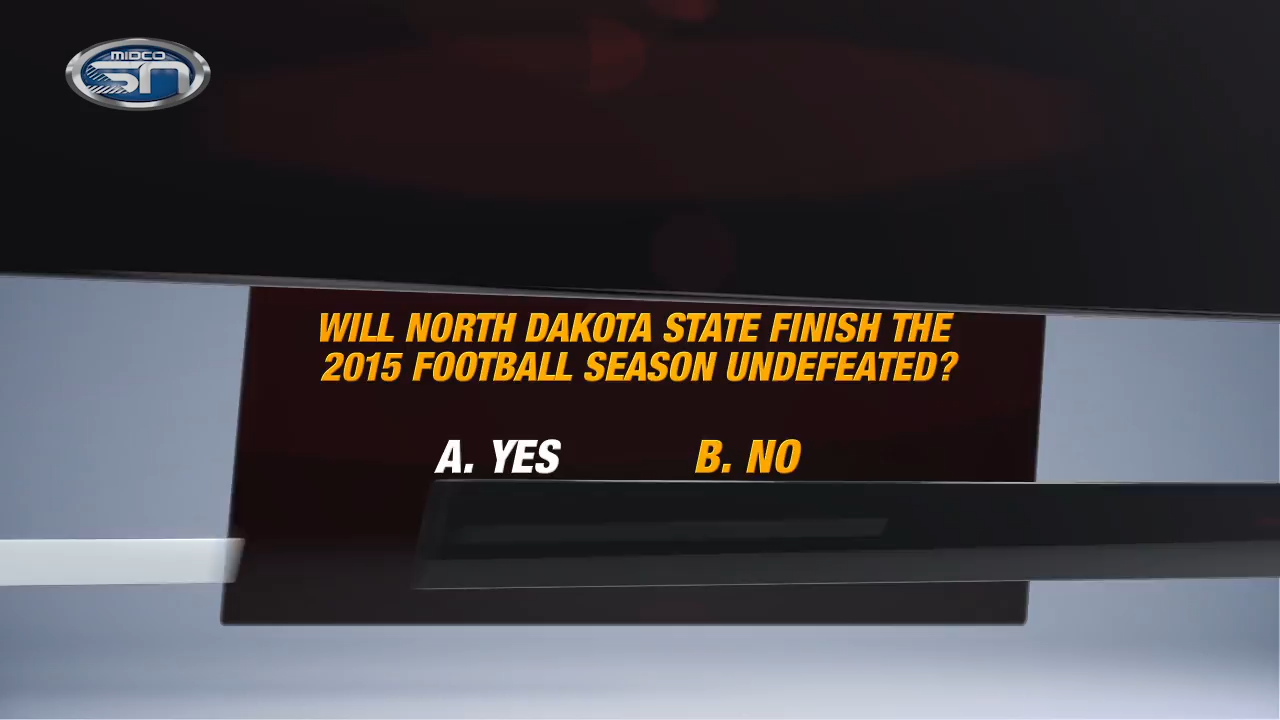 MIDCO
SN
WILL NORTH DAKOTA STATE FINISH THE
2015 FOOTBALL SEASON UNDEFEATED?
A. YES B. NO